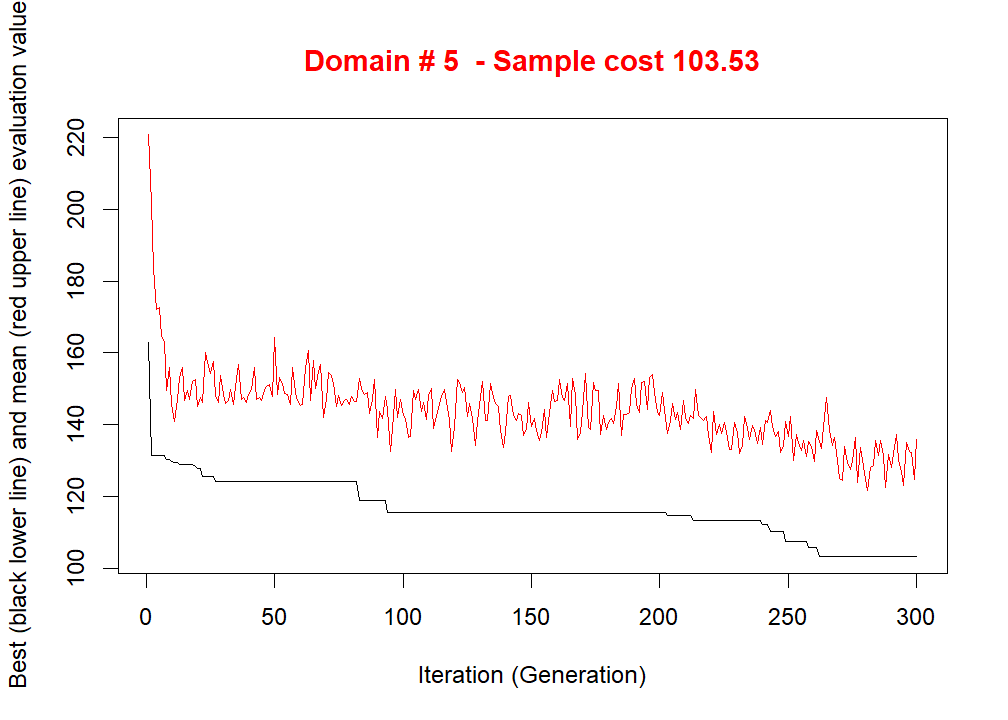 Domain # 5  - Sample cost 103.53
Best (black lower line) and mean (red upper line) evaluation value
220
200
180
160
140
120
100
0 50 100 150 200 250 300
Iteration (Generation)